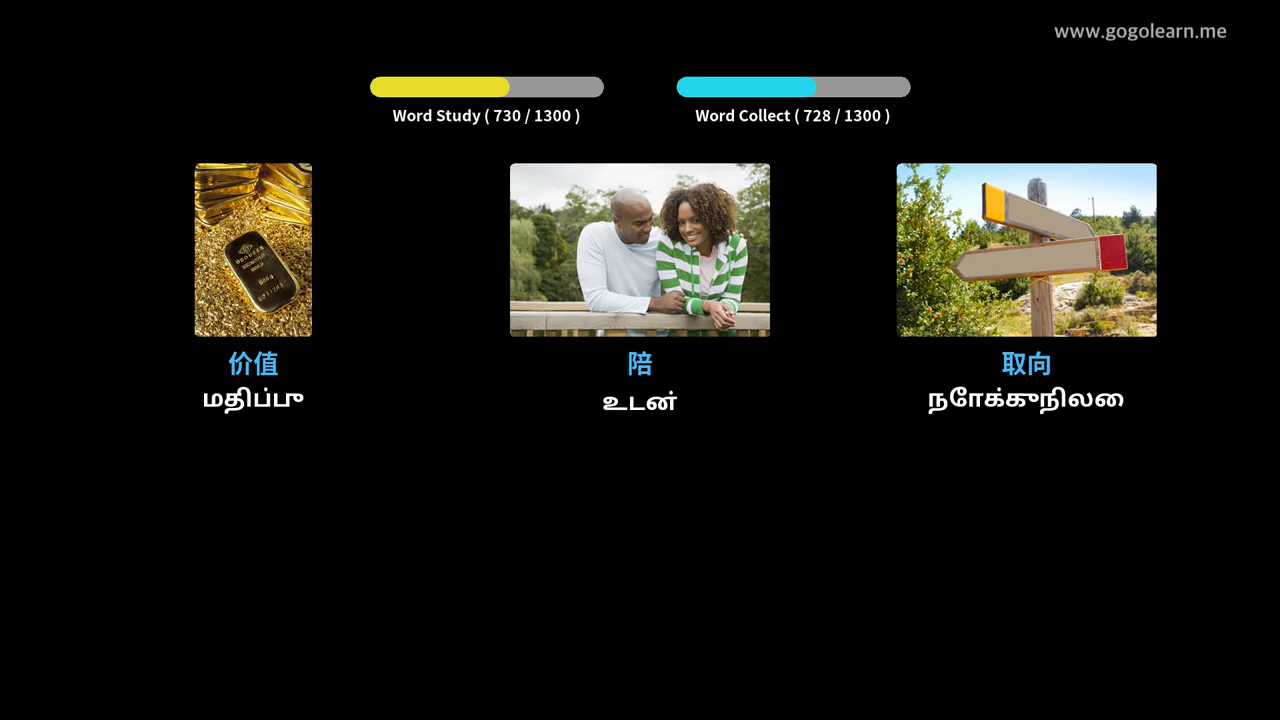 www.gogolearn.me
Word Study ( 730 / 1300 )
Word Collect ( 728 / 1300 )
价值
陪
取向
மதிப்பு
உடன்
நோக்குநிலை